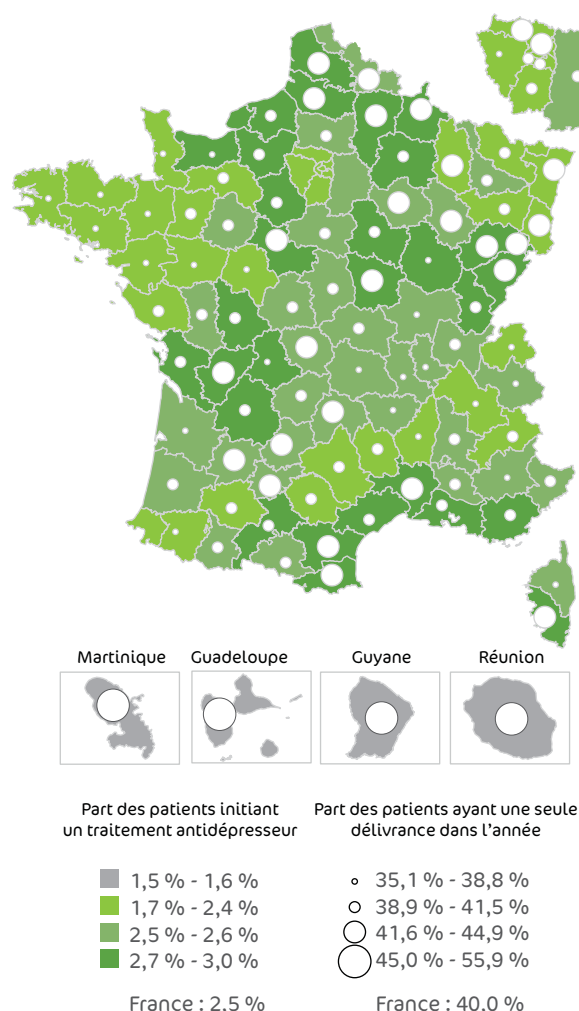 Martinique
Guadeloupe
Guyane
Réunion
Part des patients initiant
un traitement antidépresseur
1,5 % - 1,6 %
1,7 % - 2,4 %
2,5 % - 2,6 %
2,7 % - 3,0 %
France : 2,5 %
Part des patients ayant une seule
délivrance dans l'année
35,1 % - 38,8 %
38,9 % - 41,5 %
41,6 % - 44,9 %
45,0 % - 55,9 %
France : 40,0 %